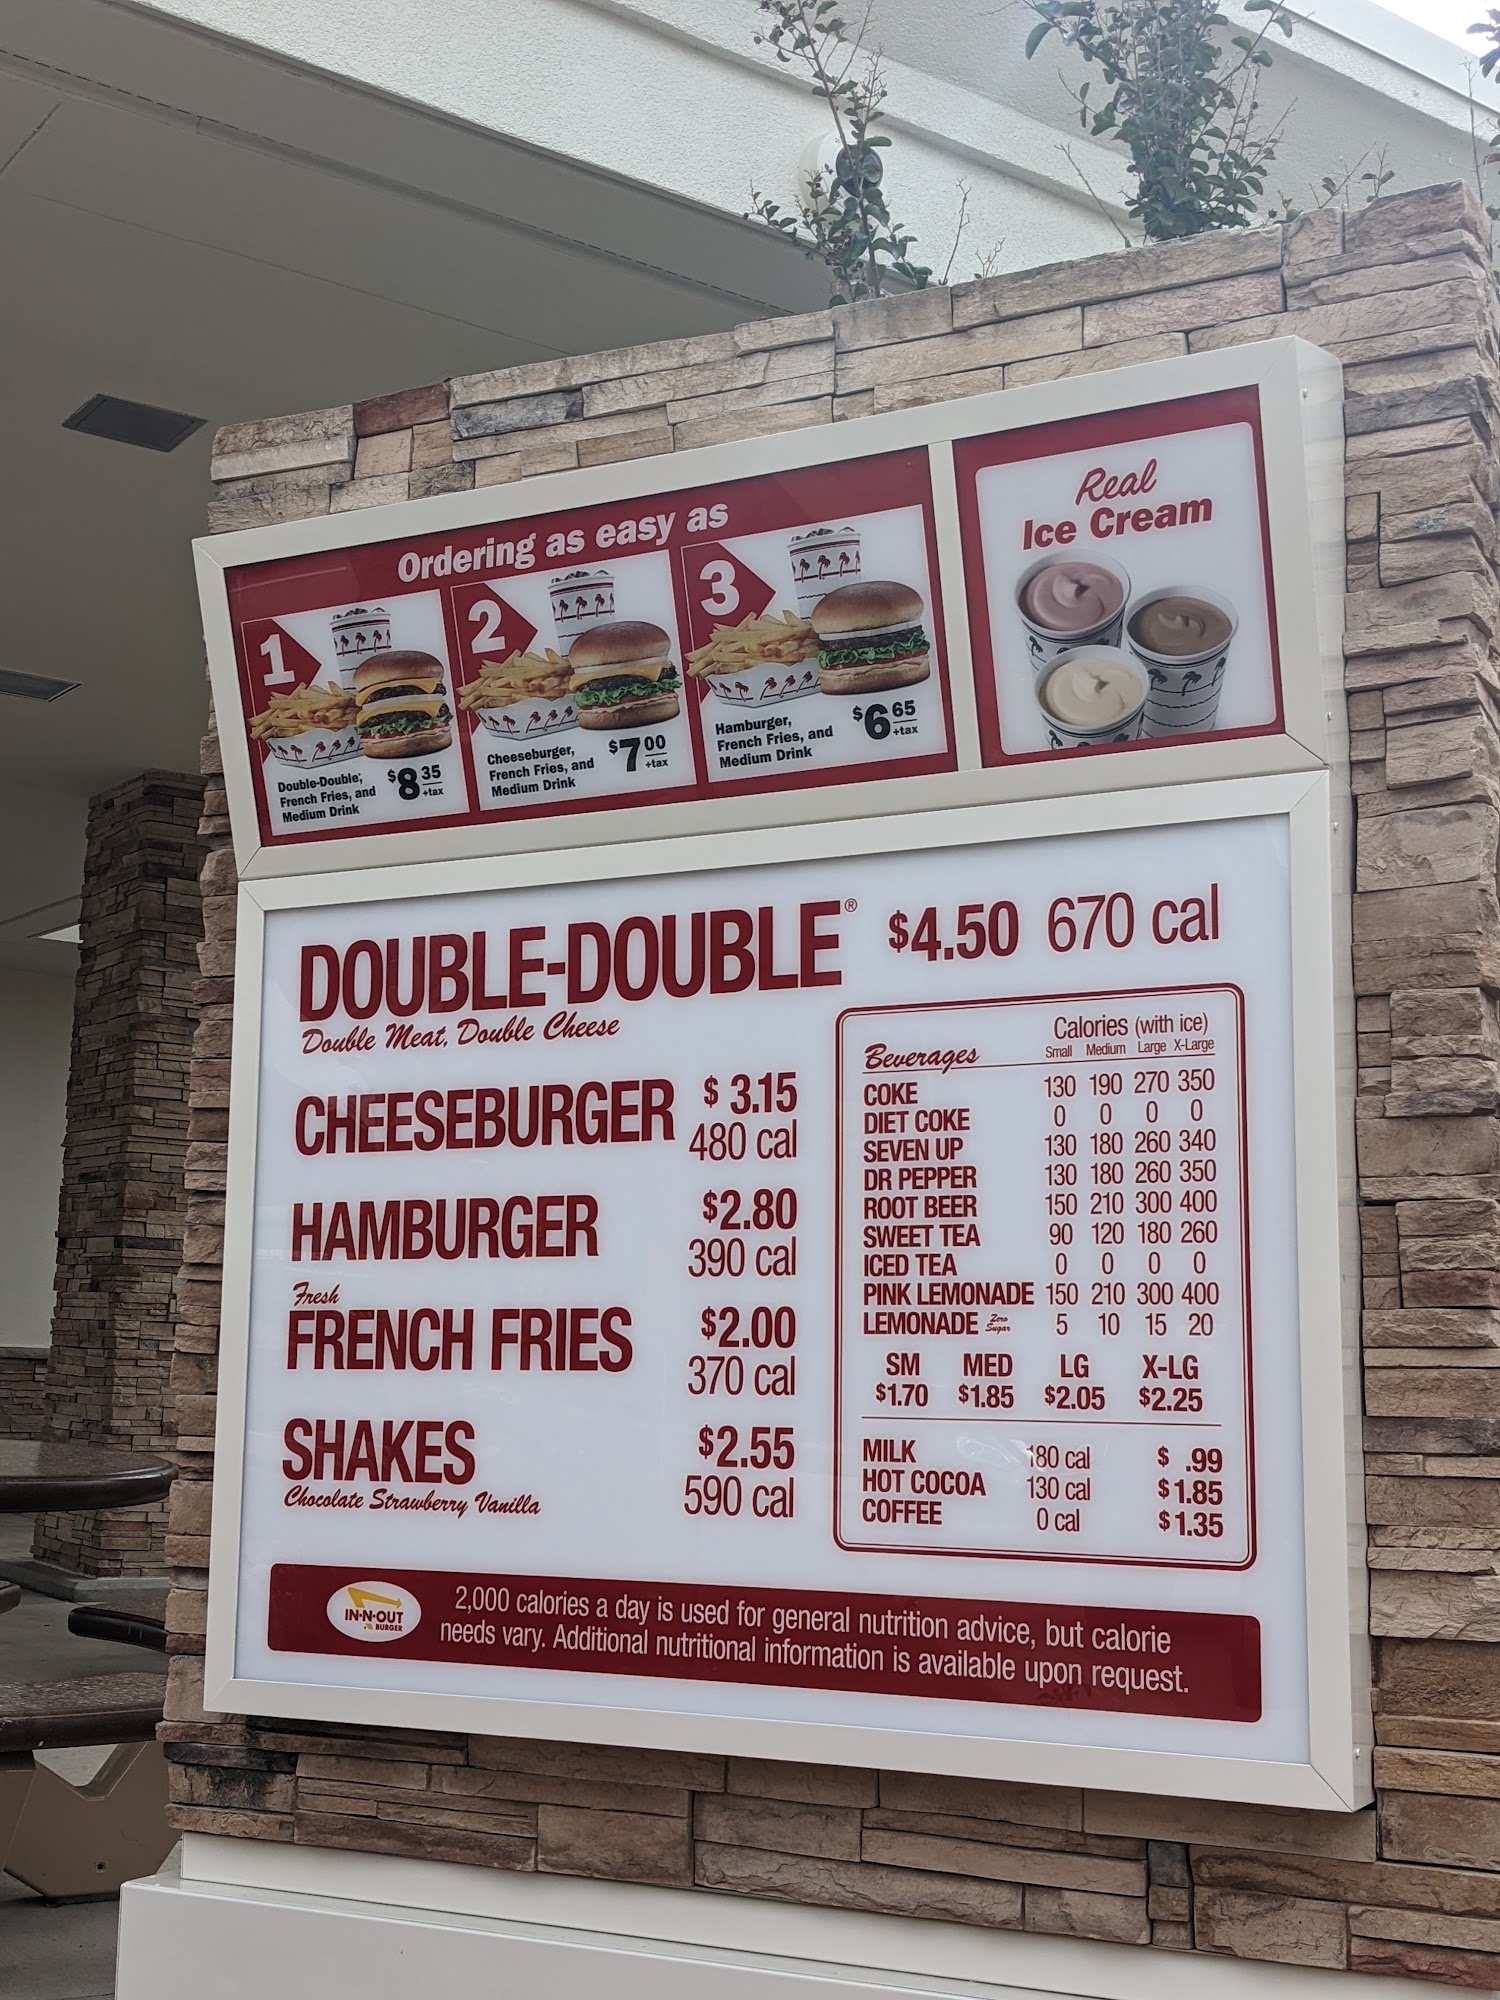 Ordering as easy as
1
Double-Double,
French Fries, and
Medium Drink
$8 35
+tax
2
Cheeseburger,
French Fries, and
Medium Drink
$7 00
+tax
3
Hamburger,
French Fries, and
Medium Drink
$6 65
+tax
Real
Ice Cream
DOUBLE-DOUBLE® $4.50 670 cal
Double Meat, Double Cheese
CHEESEBURGER $3.15
480 cal
HAMBURGER $2.80
390 cal
Fresh
FRENCH FRIES $2.00
370 cal
SHAKES $2.55
Chocolate Strawberry Vanilla 590 cal
Calories (with ice)
Beverages Small Medium Large X-Large
COKE 130 190 270 350
DIET COKE 0 0 0 0
SEVEN UP 130 180 260 340
DR PEPPER 130 180 260 350
ROOT BEER 150 210 300 400
SWEET TEA 90 120 180 260
ICED TEA 0 0 0 0
PINK LEMONADE 150 210 300 400
LEMONADE Zero Sugar 5 10 15 20
SM MED LG X-LG
$1.70 $1.85 $2.05 $2.25
MILK 180 cal $ .99
HOT COCOA 130 cal $1.85
COFFEE 0 cal $1.35
IN-N-OUT
BURGER
2,000 calories a day is used for general nutrition advice, but calorie
needs vary. Additional nutritional information is available upon request.